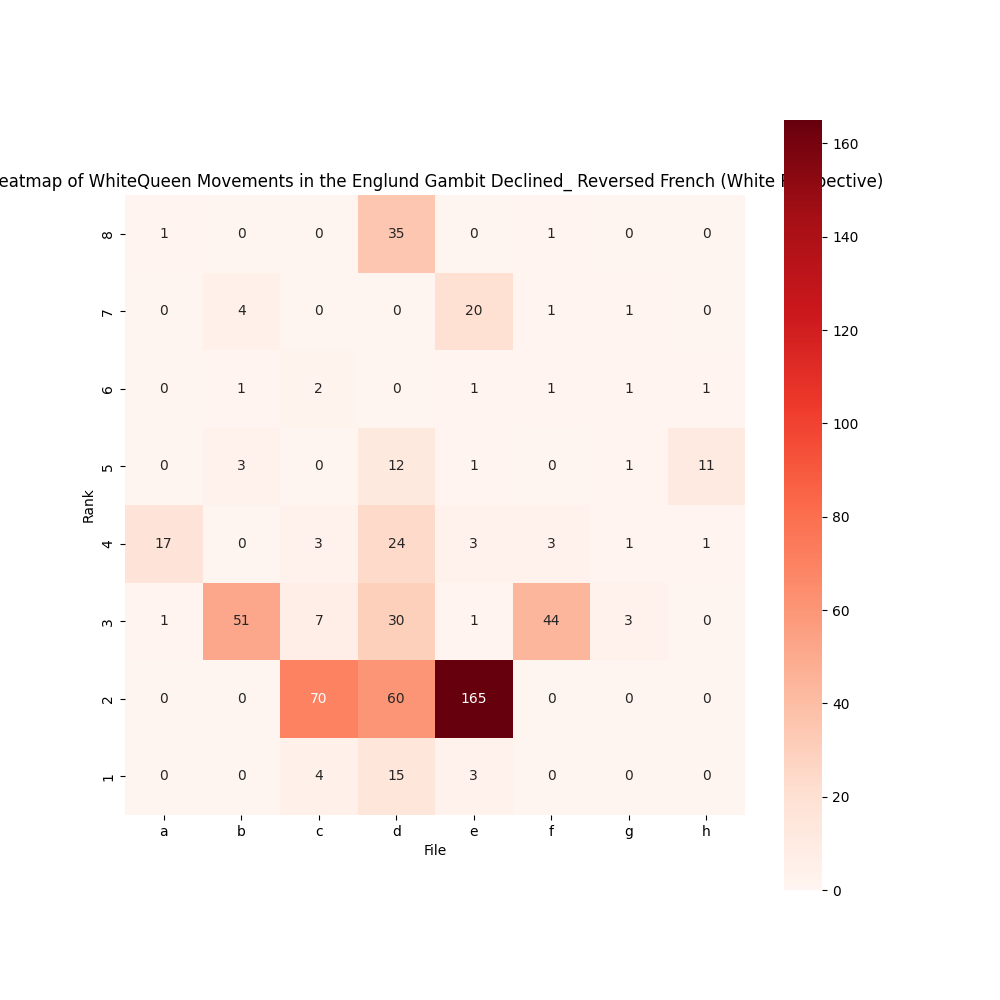 eatmap of WhiteQueen Movements in the Englund Gambit Declined_ Reversed French (White Perspective)
8 1 0 0 35 0 1 0 0
7 0 4 0 0 20 1 1 0
6 0 1 2 0 1 1 1 1
5 0 3 0 12 1 0 1 11
4 17 0 3 24 3 3 1 1
3 1 51 7 30 1 44 3 0
2 0 0 70 60 165 0 0 0
1 0 0 4 15 3 0 0 0
a b c d e f g h
File
Rank
160
140
120
100
80
60
40
20
0